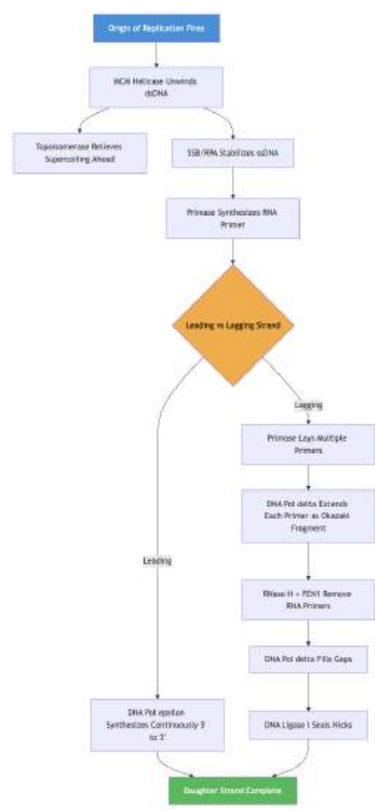 Origin of Replication Fires
MCM Helicase Unwinds
dsDNA
Topoisomerase Relieves
Supercoiling Ahead
SSB/RPA Stabilizes ssDNA
Primase Synthesizes RNA
Primer
Leading vs Lagging Strand
Lagging
Primase Lays Multiple
Primers
DNA Pol delta Extends
Each Primer as Okazaki
Fragment
Leading
RNase H + FEN1 Remove
RNA Primers
DNA Pol delta Fills Gaps
DNA Pol epsilon
Synthesizes Continuously 5'
to 3'
DNA Ligase I Seals Nicks
Daughter Strand Complete